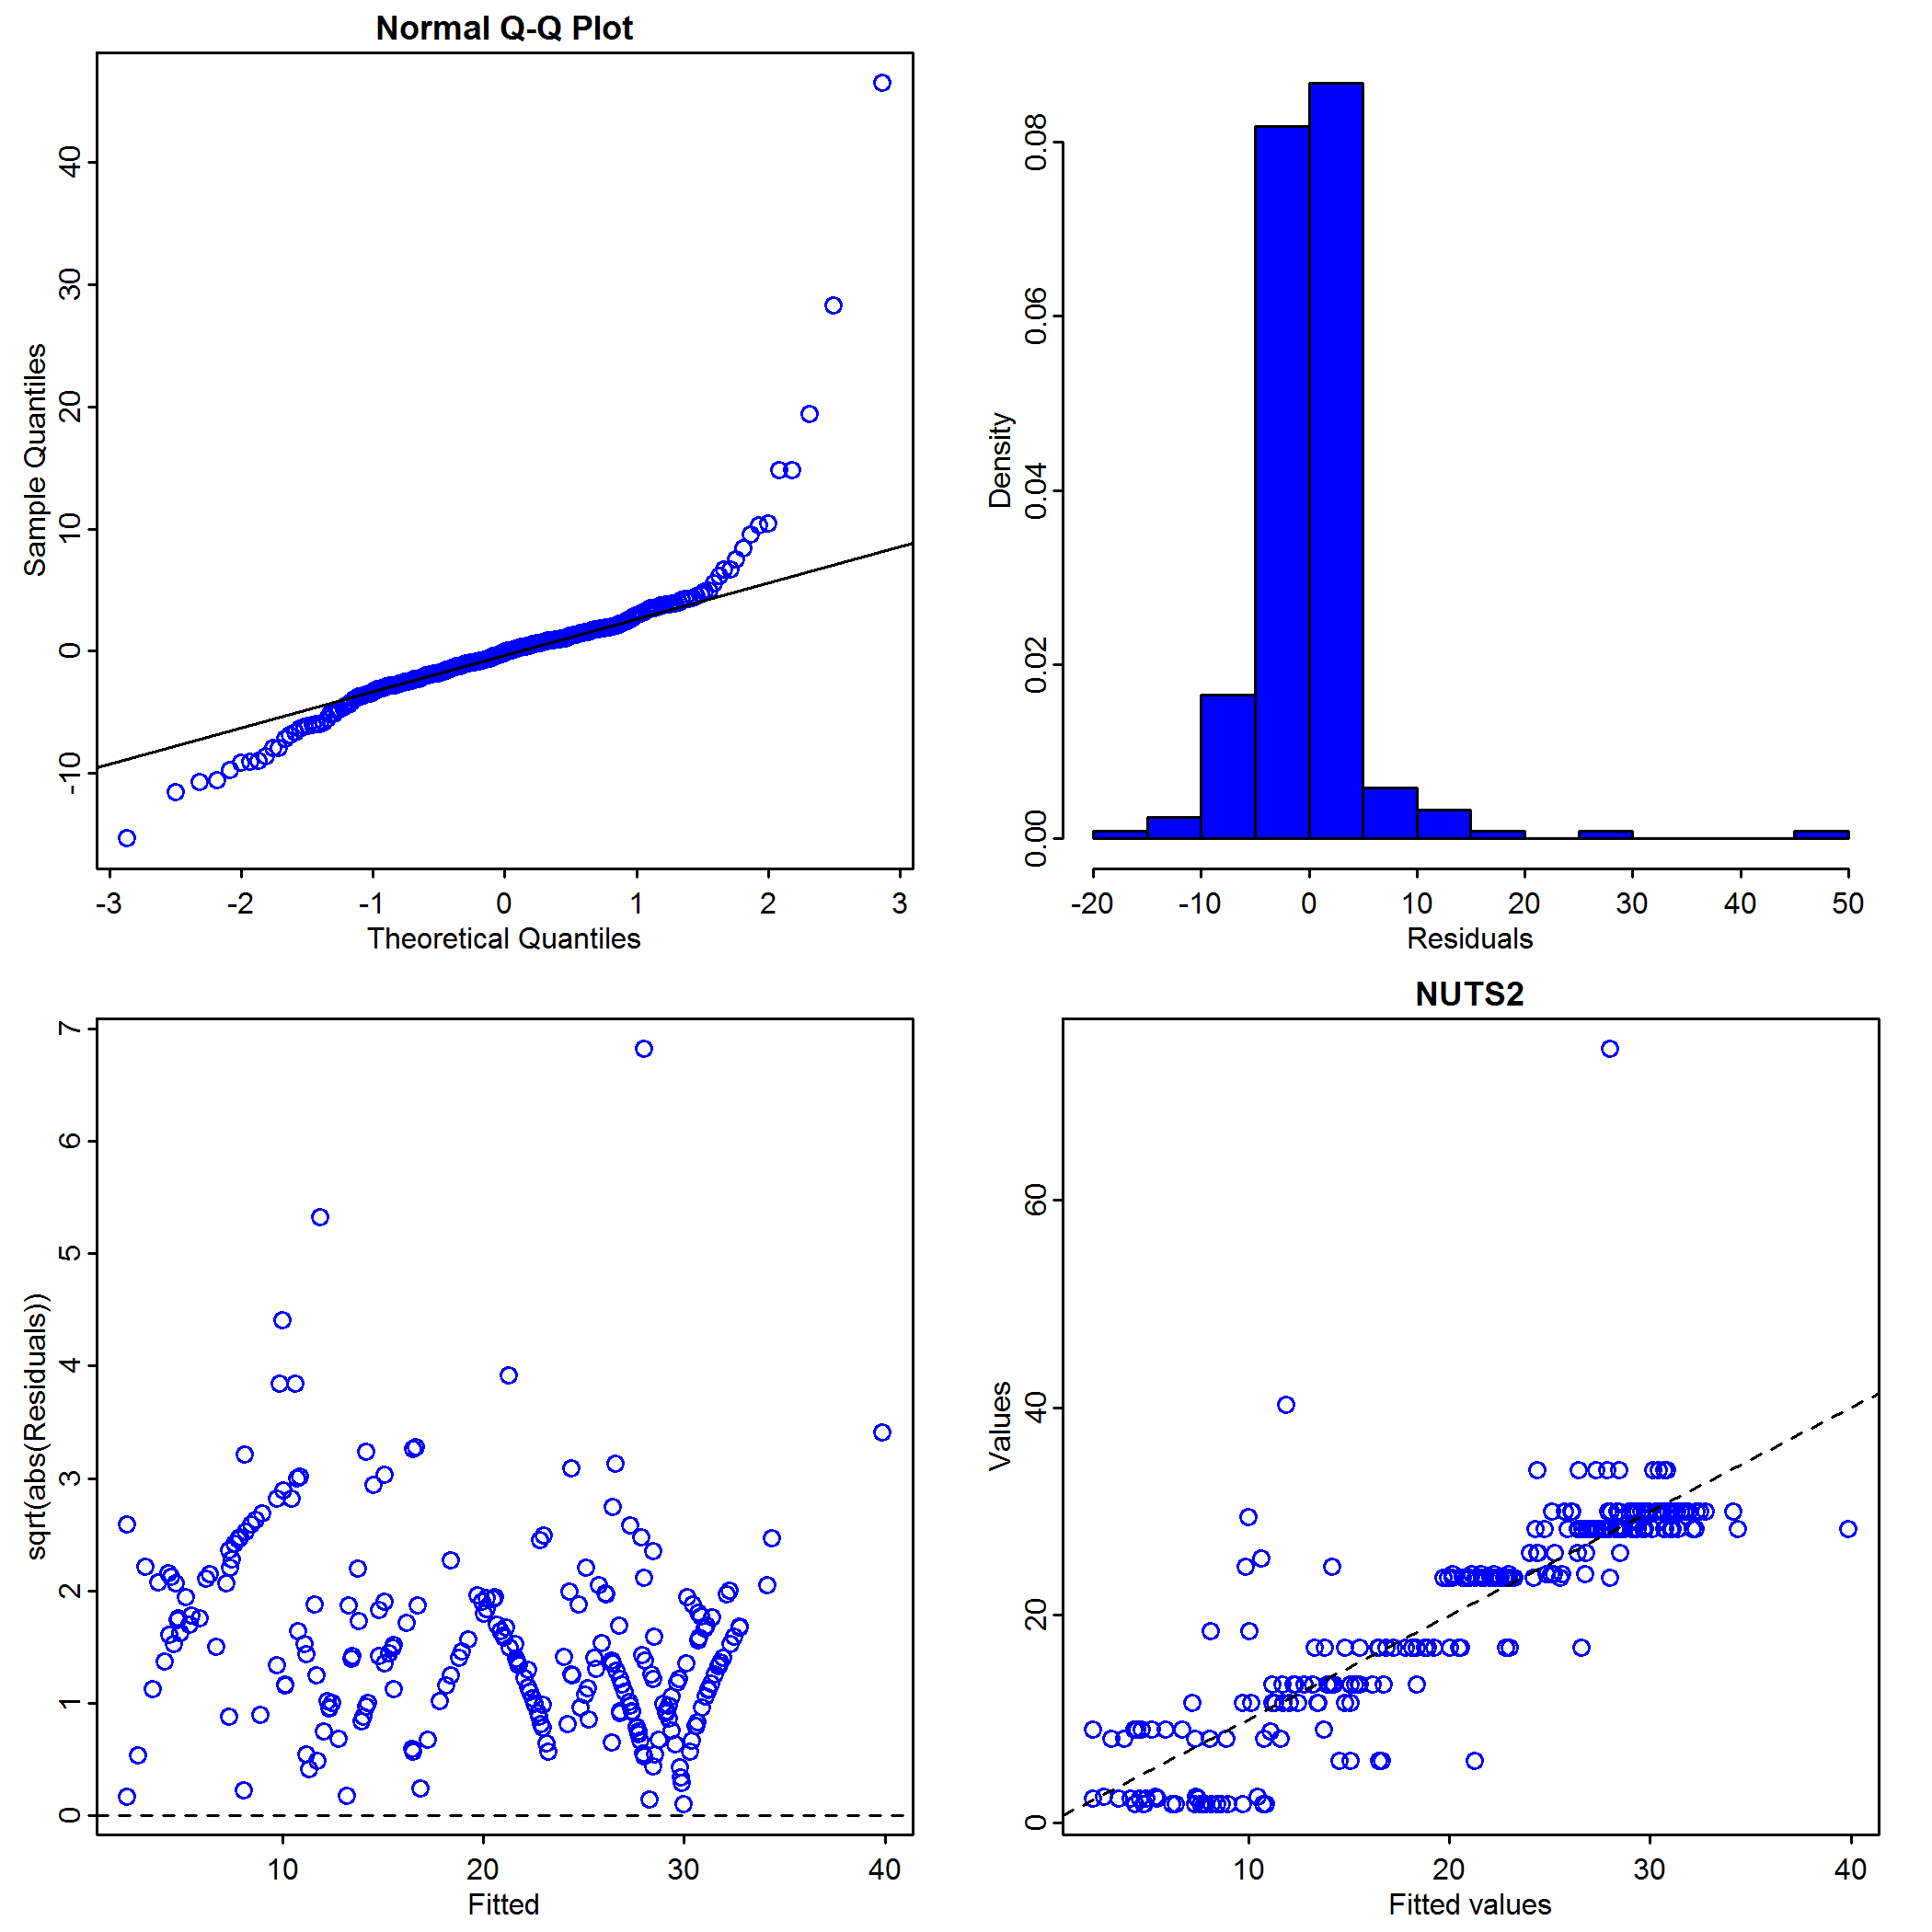 Normal Q-Q Plot
Sample Quantiles
40
30
20
10
0
-10
-3 -2 -1 0 1 2 3
Theoretical Quantiles
Density
0.08
0.06
0.04
0.02
0.00
-20 -10 0 10 20 30 40 50
Residuals
sqrt(abs(Residuals))
7
6
5
4
3
2
1
0
10 20 30 40
Fitted
NUTS2
Values
60
40
20
0
10 20 30 40
Fitted values